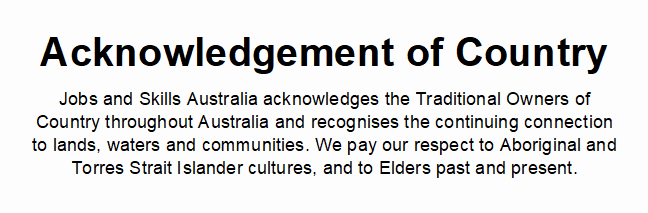 Acknowledgement of Country
Jobs and Skills Australia acknowledges the Traditional Owners of
Country throughout Australia and recognises the continuing connection
to lands, waters and communities. We pay our respect to Aboriginal and
Torres Strait Islander cultures, and to Elders past and present.